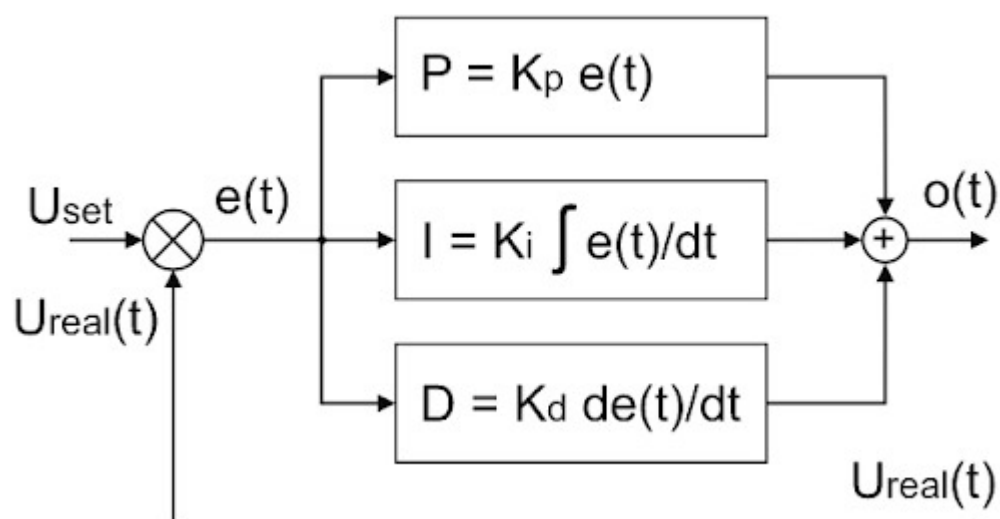 P = Kp e(t)
Uset
e(t)
I = Ki ∫ e(t)/dt
+
o(t)
Ureal(t)
D = Kd de(t)/dt
Ureal(t)